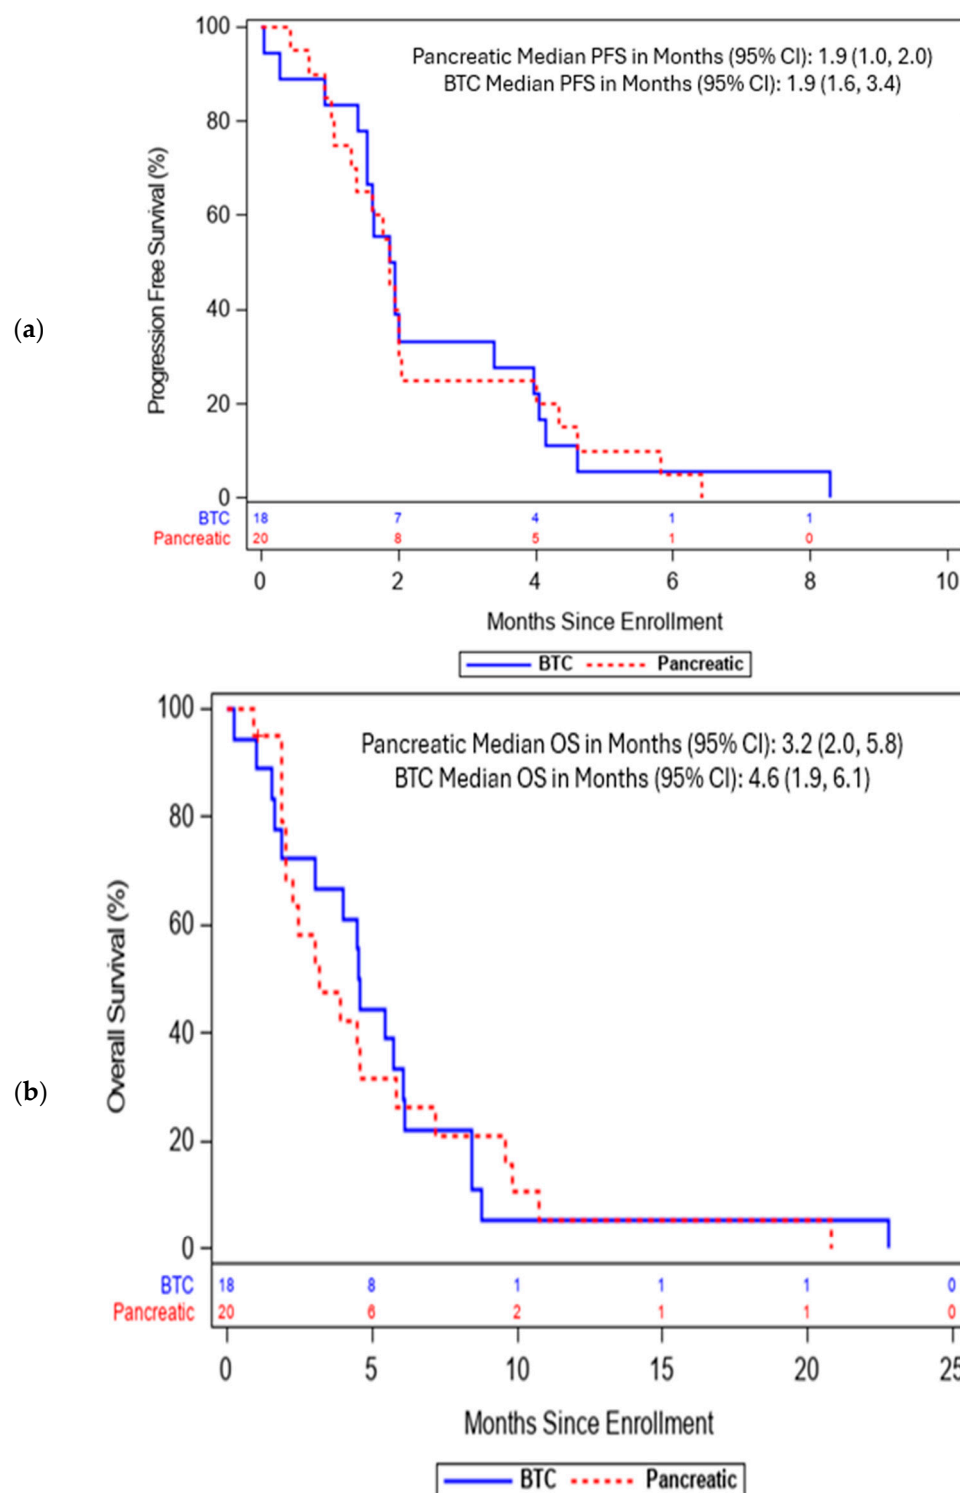 100
Pancreatic Median PFS in Months (95% CI): 1.9 (1.0, 2.0)
BTC Median PFS in Months (95% CI): 1.9 (1.6, 3.4)
80
60
40
20
0
Progression Free Survival (%)
(a)
BTC 18 7 4 1 1
Pancreatic 20 8 5 1 0
0 2 4 6 8 10
Months Since Enrollment
BTC Pancreatic
100
Pancreatic Median OS in Months (95% CI): 3.2 (2.0, 5.8)
BTC Median OS in Months (95% CI): 4.6 (1.9, 6.1)
80
60
40
20
0
Overall Survival (%)
(b)
BTC 18 8 1 1 1 0
Pancreatic 20 6 2 1 1 0
0 5 10 15 20 25
Months Since Enrollment
BTC Pancreatic